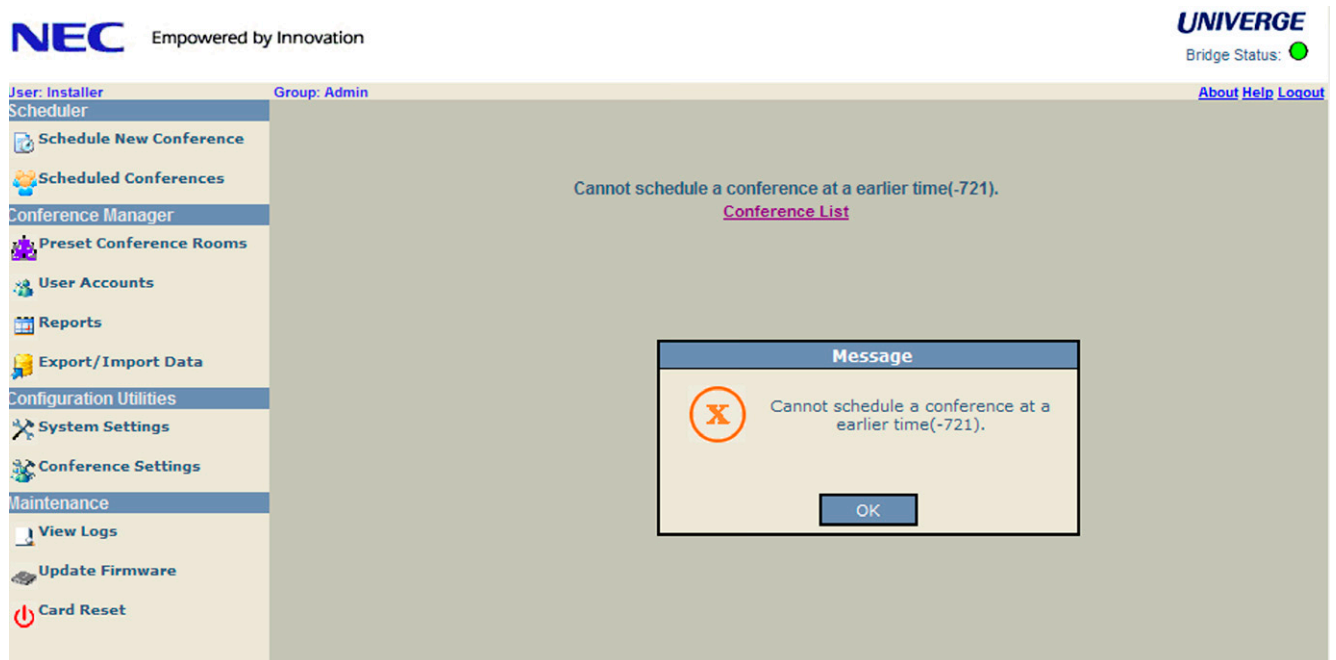 NEC Empowered by Innovation
UNIVERGE
Bridge Status:
User: Installer Group: Admin About Help Logout
Scheduler
Schedule New Conference
Scheduled Conferences
Conference Manager
Preset Conference Rooms
User Accounts
Reports
Export/Import Data
Configuration Utilities
System Settings
Conference Settings
Maintenance
View Logs
Update Firmware
Card Reset
Cannot schedule a conference at a earlier time(-721).
Conference List
Message
X
Cannot schedule a conference at a
earlier time(-721).
OK